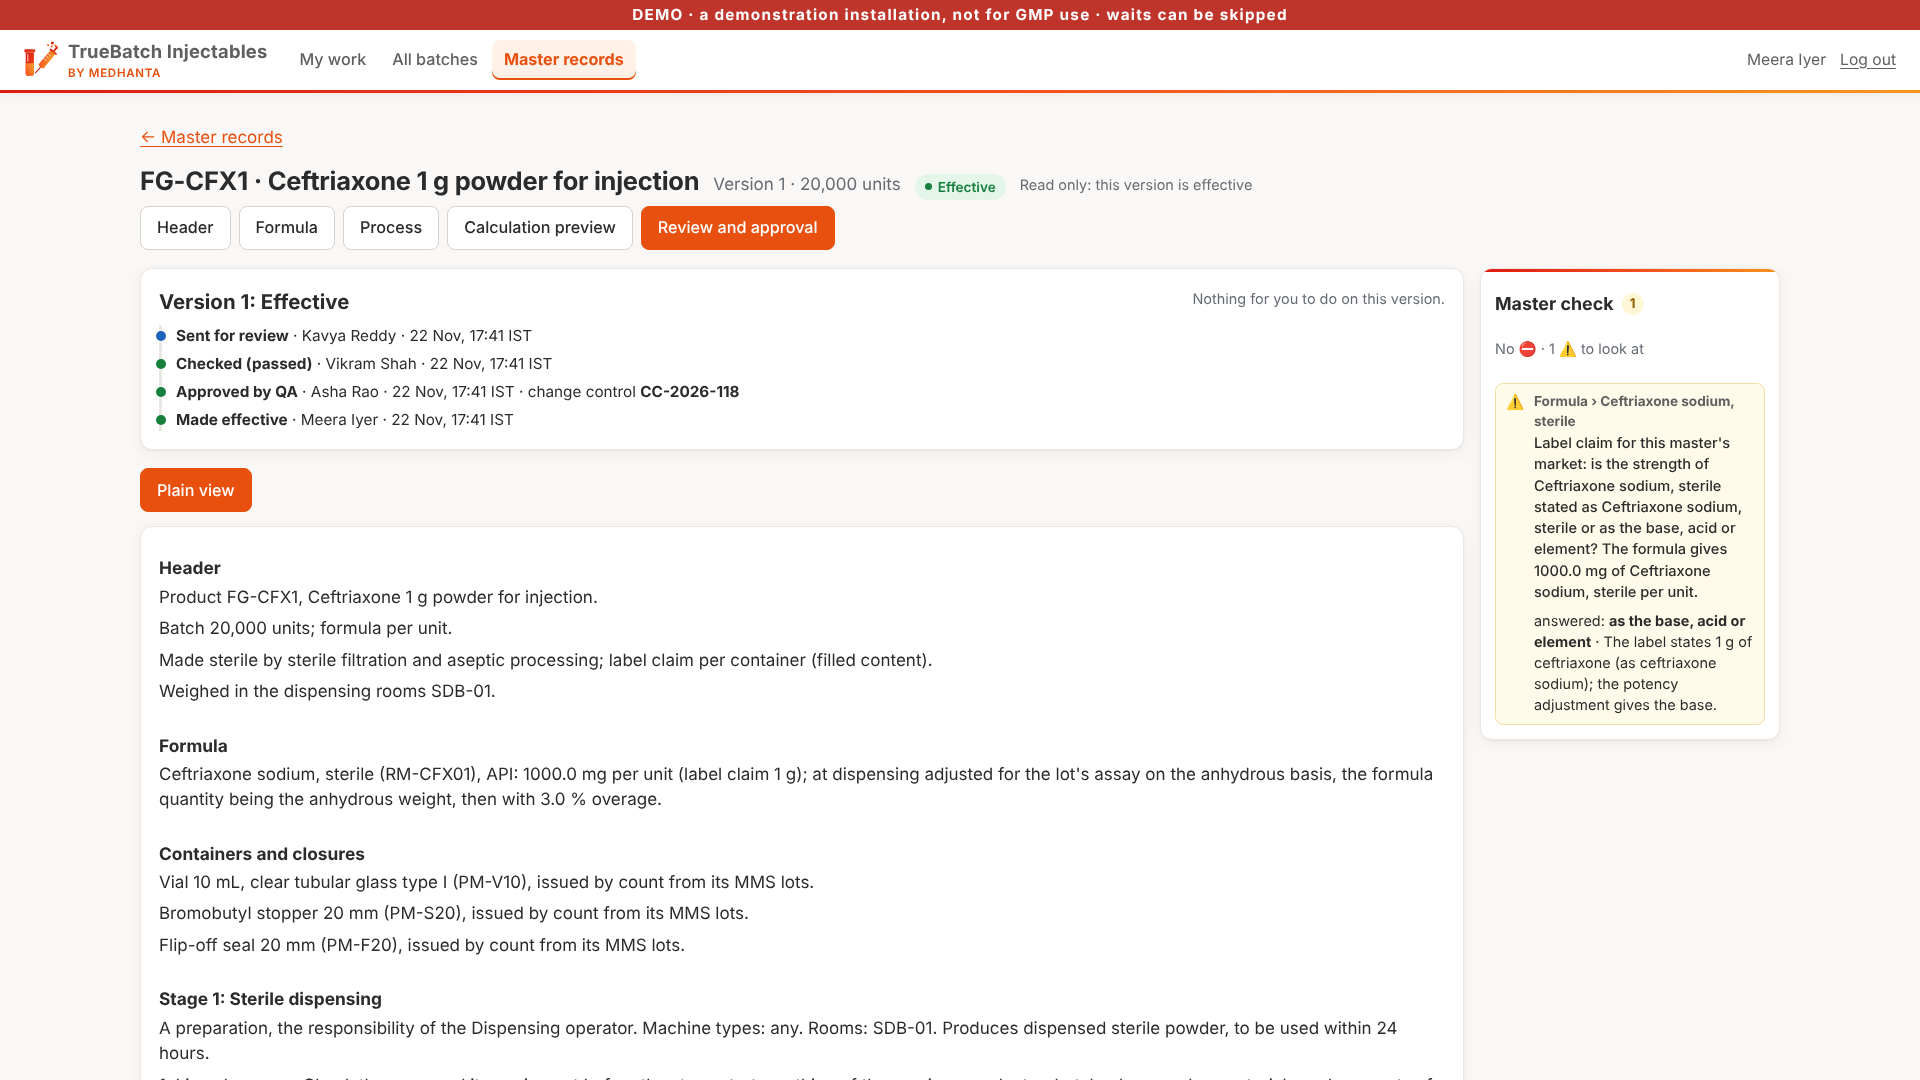 DEMO · a demonstration installation, not for GMP use · waits can be skipped
TrueBatch Injectables
BY MEDHANTA
My work
All batches
Master records
Meera Iyer
Log out
← Master records
FG-CFX1 · Ceftriaxone 1 g powder for injection
Version 1 · 20,000 units
Effective
Read only: this version is effective
Header
Formula
Process
Calculation preview
Review and approval
Version 1: Effective
Nothing for you to do on this version.
Sent for review · Kavya Reddy · 22 Nov, 17:41 IST
Checked (passed) · Vikram Shah · 22 Nov, 17:41 IST
Approved by QA · Asha Rao · 22 Nov, 17:41 IST · change control CC-2026-118
Made effective · Meera Iyer · 22 Nov, 17:41 IST
Plain view
Header
Product FG-CFX1, Ceftriaxone 1 g powder for injection.
Batch 20,000 units; formula per unit.
Made sterile by sterile filtration and aseptic processing; label claim per container (filled content).
Weighed in the dispensing rooms SDB-01.
Formula
Ceftriaxone sodium, sterile (RM-CFX01), API: 1000.0 mg per unit (label claim 1 g); at dispensing adjusted for the lot's assay on the anhydrous basis, the formula
quantity being the anhydrous weight, then with 3.0 % overage.
Containers and closures
Vial 10 mL, clear tubular glass type I (PM-V10), issued by count from its MMS lots.
Bromobutyl stopper 20 mm (PM-S20), issued by count from its MMS lots.
Flip-off seal 20 mm (PM-F20), issued by count from its MMS lots.
Stage 1: Sterile dispensing
A preparation, the responsibility of the Dispensing operator. Machine types: any. Rooms: SDB-01. Produces dispensed sterile powder, to be used within 24
hours.
Master check 1
No ⛔ · 1 ⚠️ to look at
Formula › Ceftriaxone sodium,
sterile
Label claim for this master's
market: is the strength of
Ceftriaxone sodium, sterile
stated as Ceftriaxone sodium,
sterile or as the base, acid or
element? The formula gives
1000.0 mg of Ceftriaxone
sodium, sterile per unit.
answered: as the base, acid or
element · The label states 1 g of
ceftriaxone (as ceftriaxone
sodium); the potency
adjustment gives the base.